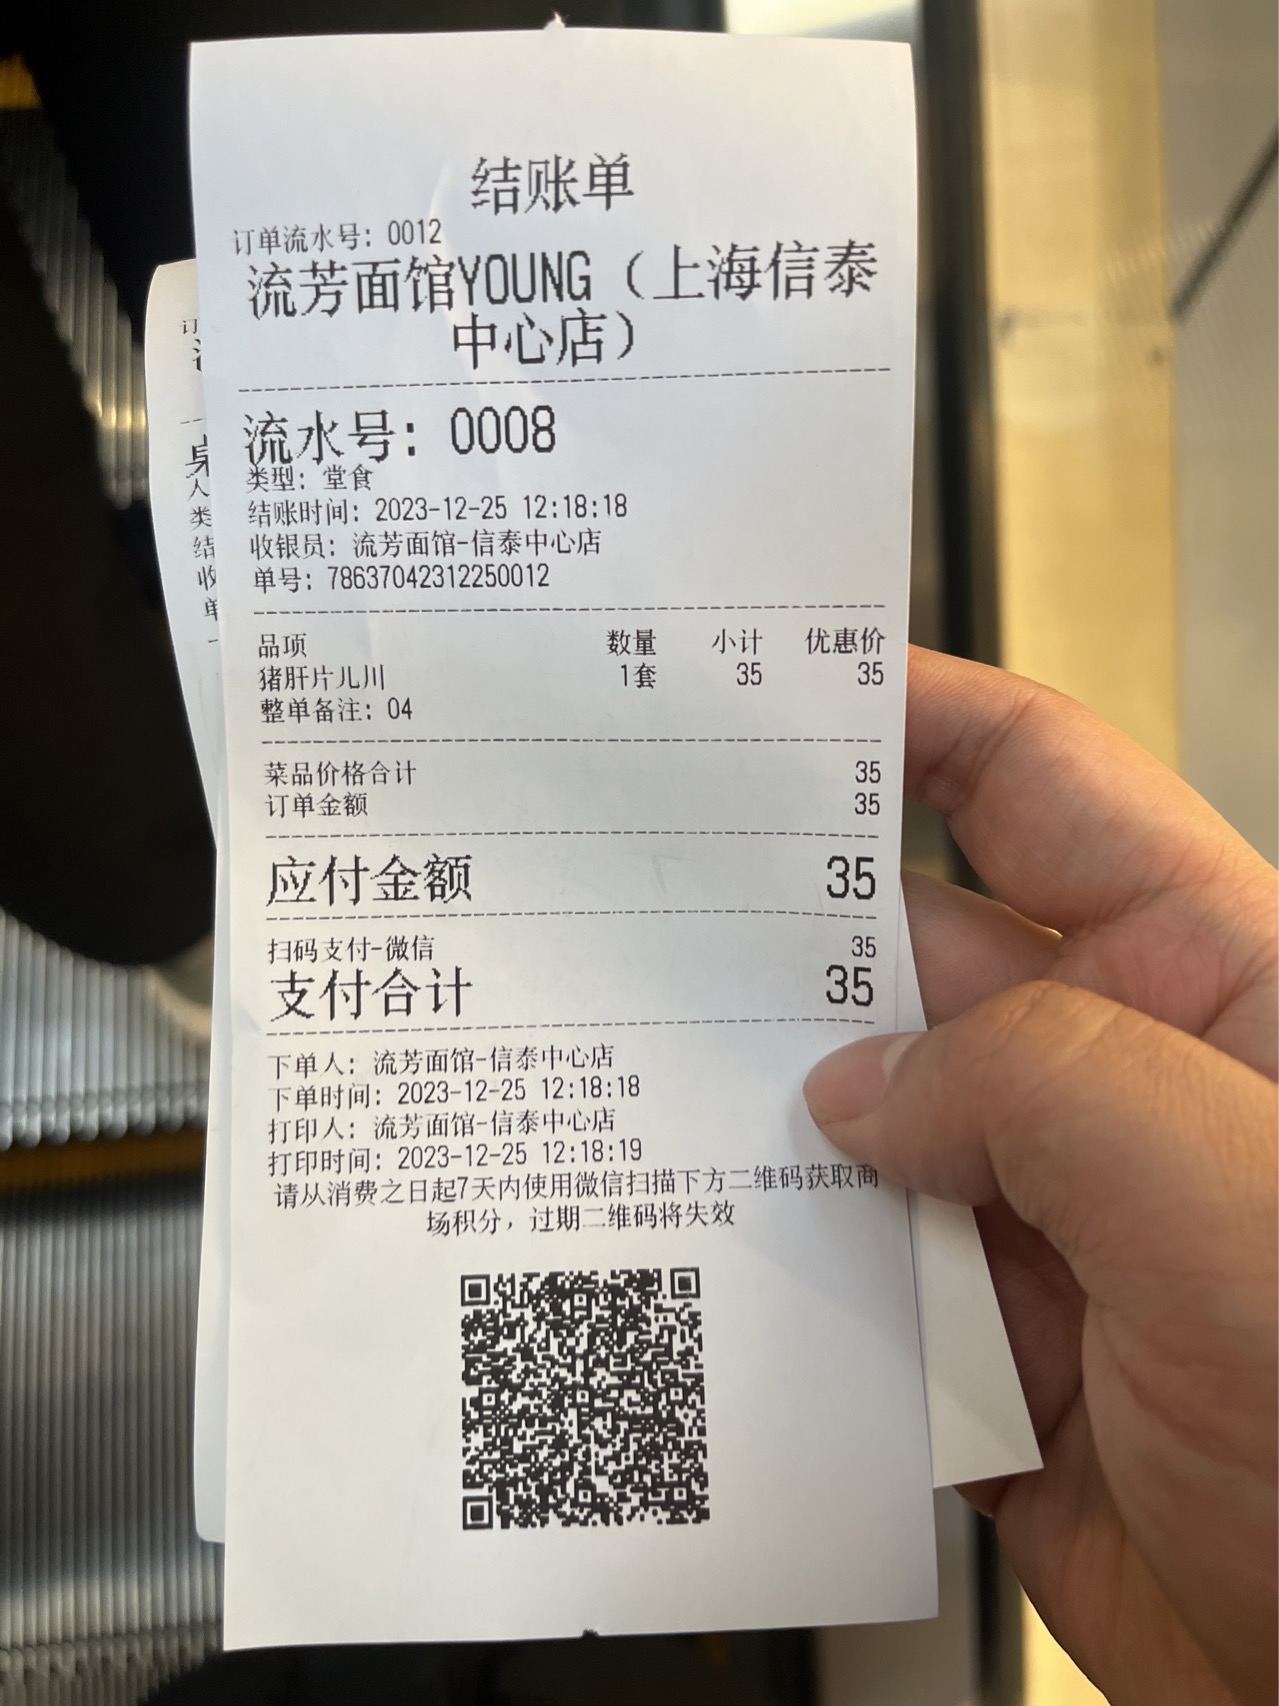 结账单
订单流水号: 0012
流芳面馆YOUNG（上海信泰
中心店）
流水号: 0008
类型: 堂食
结账时间: 2023-12-25 12:18:18
收银员: 流芳面馆-信泰中心店
单号: 78637042312250012
品项 数量 小计 优惠价
猪肝片儿川 1套 35 35
整单备注: 04
菜品价格合计 35
订单金额 35
应付金额 35
扫码支付-微信 35
支付合计 35
下单人: 流芳面馆-信泰中心店
下单时间: 2023-12-25 12:18:18
打印人: 流芳面馆-信泰中心店
打印时间: 2023-12-25 12:18:19
请从消费之日起7天内使用微信扫描下方二维码获取商
场积分，过期二维码将失效